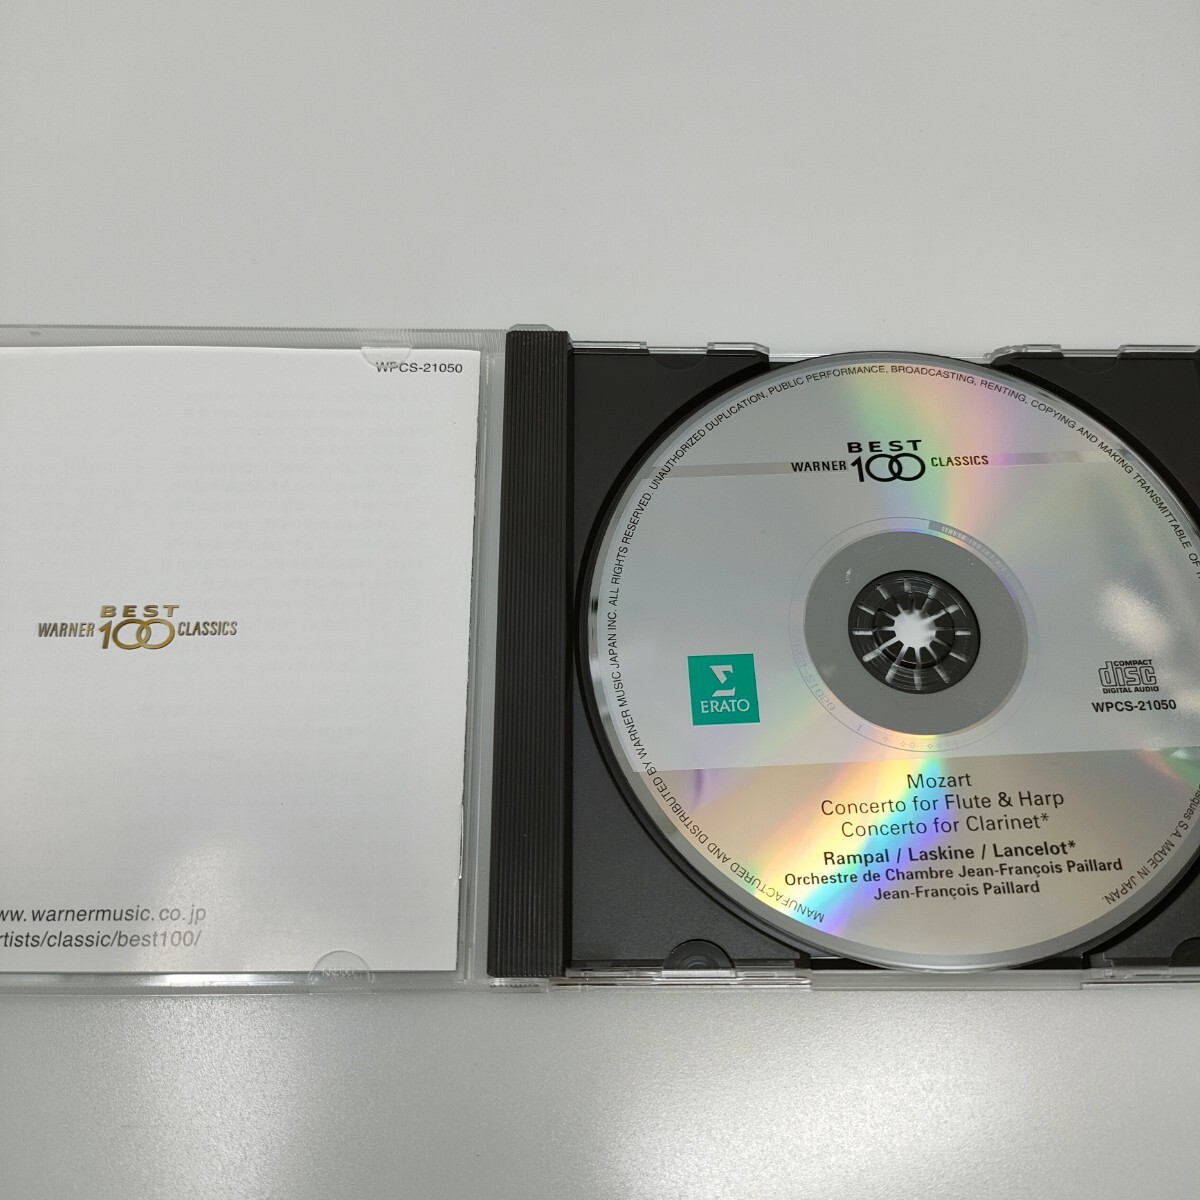 WPCS-21050
BEST
WARNER 100 CLASSICS
www.warnermusic.co.jp
rtists/classic/best100/
MANUFACTURED AND DISTRIBUTED BY WARNER MUSIC JAPAN INC. ALL RIGHTS RESERVED. UNAUTHORIZED DUPLICATION, PUBLIC PERFORMANCE, BROADCASTING, RENTING, COPYING AND MAKING TRANSMITTABLE OF
S.A. MADE IN JAPAN.
BEST
WARNER 100 CLASSICS
ERATO
COMPACT
disc
DIGITAL AUDIO
WPCS-21050
Mozart
Concerto for Flute & Harp
Concerto for Clarinet*
Rampal / Laskine / Lancelot*
Orchestre de Chambre Jean-François Paillard
Jean-François Paillard